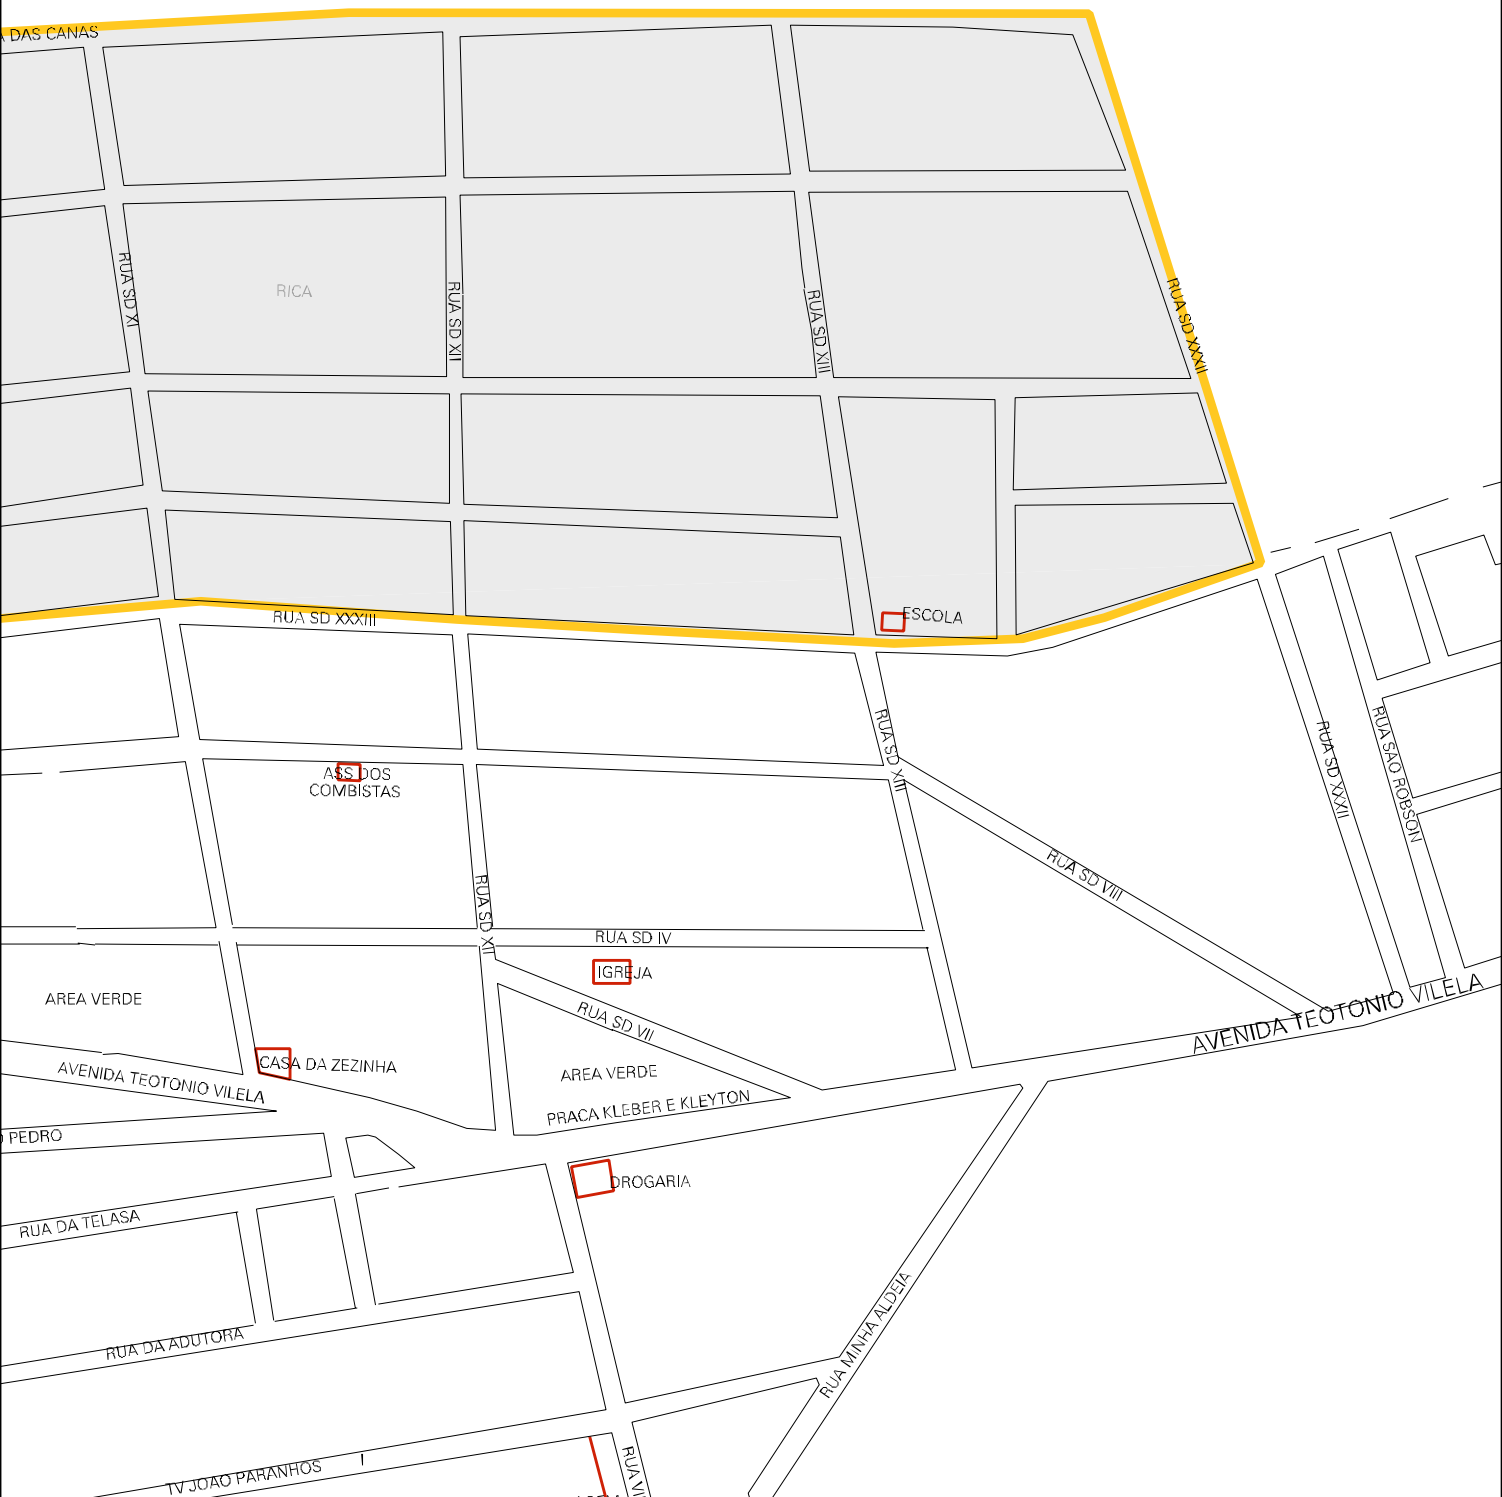 DAS CANAS
RUA SD XI
RICA
RUA SD XII
RUA SD XIII
RUA SD XXXII
RUA SD XXXIII
ESCOLA
RUA SD XIII
RUA SD XXXII
RUA SAO ROBSON
ASS DOS
COMBISTAS
RUA SD VIII
RUA SD XII
RUA SD IV
IGREJA
AREA VERDE
RUA SD VII
AVENIDA TEOTONIO VILELA
CASA DA ZEZINHA
AVENIDA TEOTONIO VILELA
AREA VERDE
PRACA KLEBER E KLEYTON
PEDRO
DROGARIA
RUA DA TELASA
RUA MINHA ALDEIA
RUA DA ADUTORA
TV JOAO PARANHOS
RUA VI